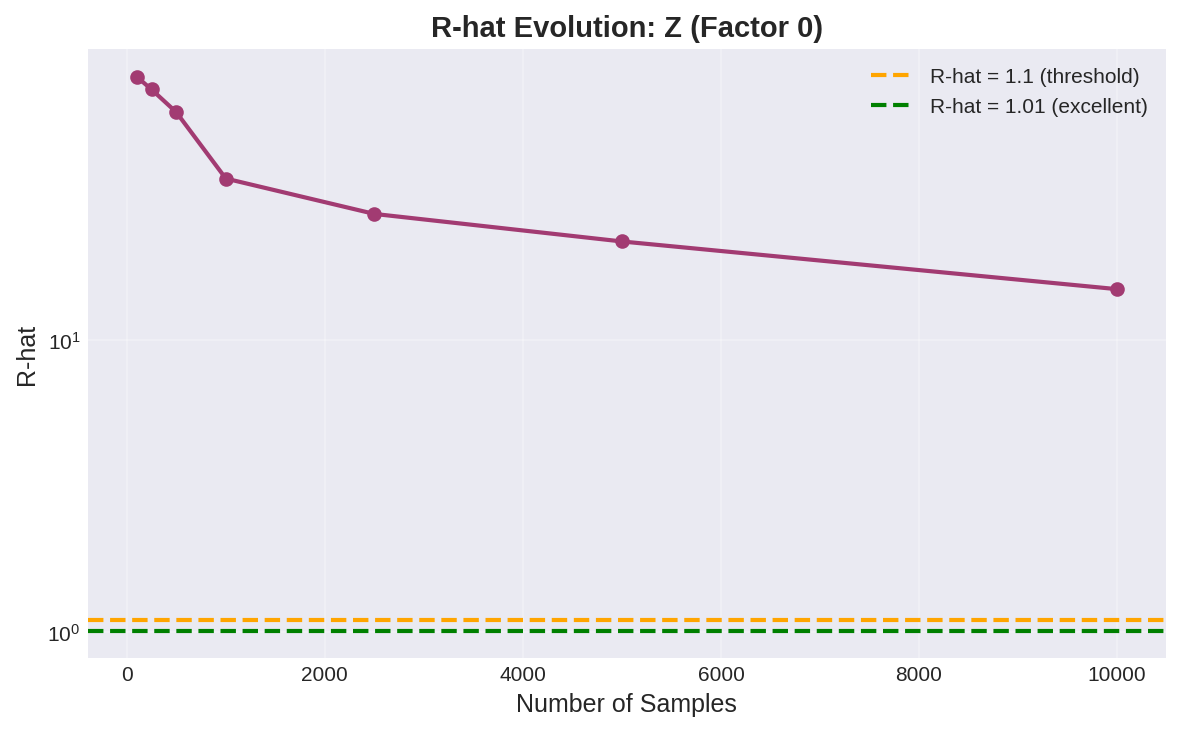 R-hat Evolution: Z (Factor 0)
R-hat = 1.1 (threshold)
R-hat = 1.01 (excellent)
R-hat
10¹
10⁰
0 2000 4000 6000 8000 10000
Number of Samples